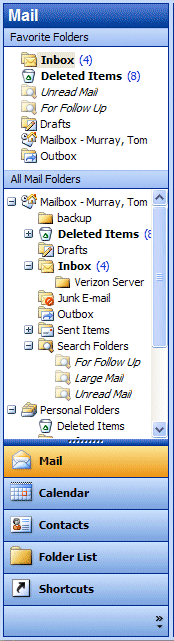 Mail
Favorite Folders
Inbox (4)
Deleted Items (8)
Unread Mail
For Follow Up
Drafts
Mailbox - Murray, Tom
Outbox
All Mail Folders
Mailbox - Murray, Tom
backup
Deleted Items (8
Drafts
Inbox (4)
Verizon Server
Junk E-mail
Outbox
Sent Items
Search Folders
For Follow Up
Large Mail
Unread Mail
Personal Folders
Deleted Items
Mail
Calendar
Contacts
Folder List
Shortcuts
»